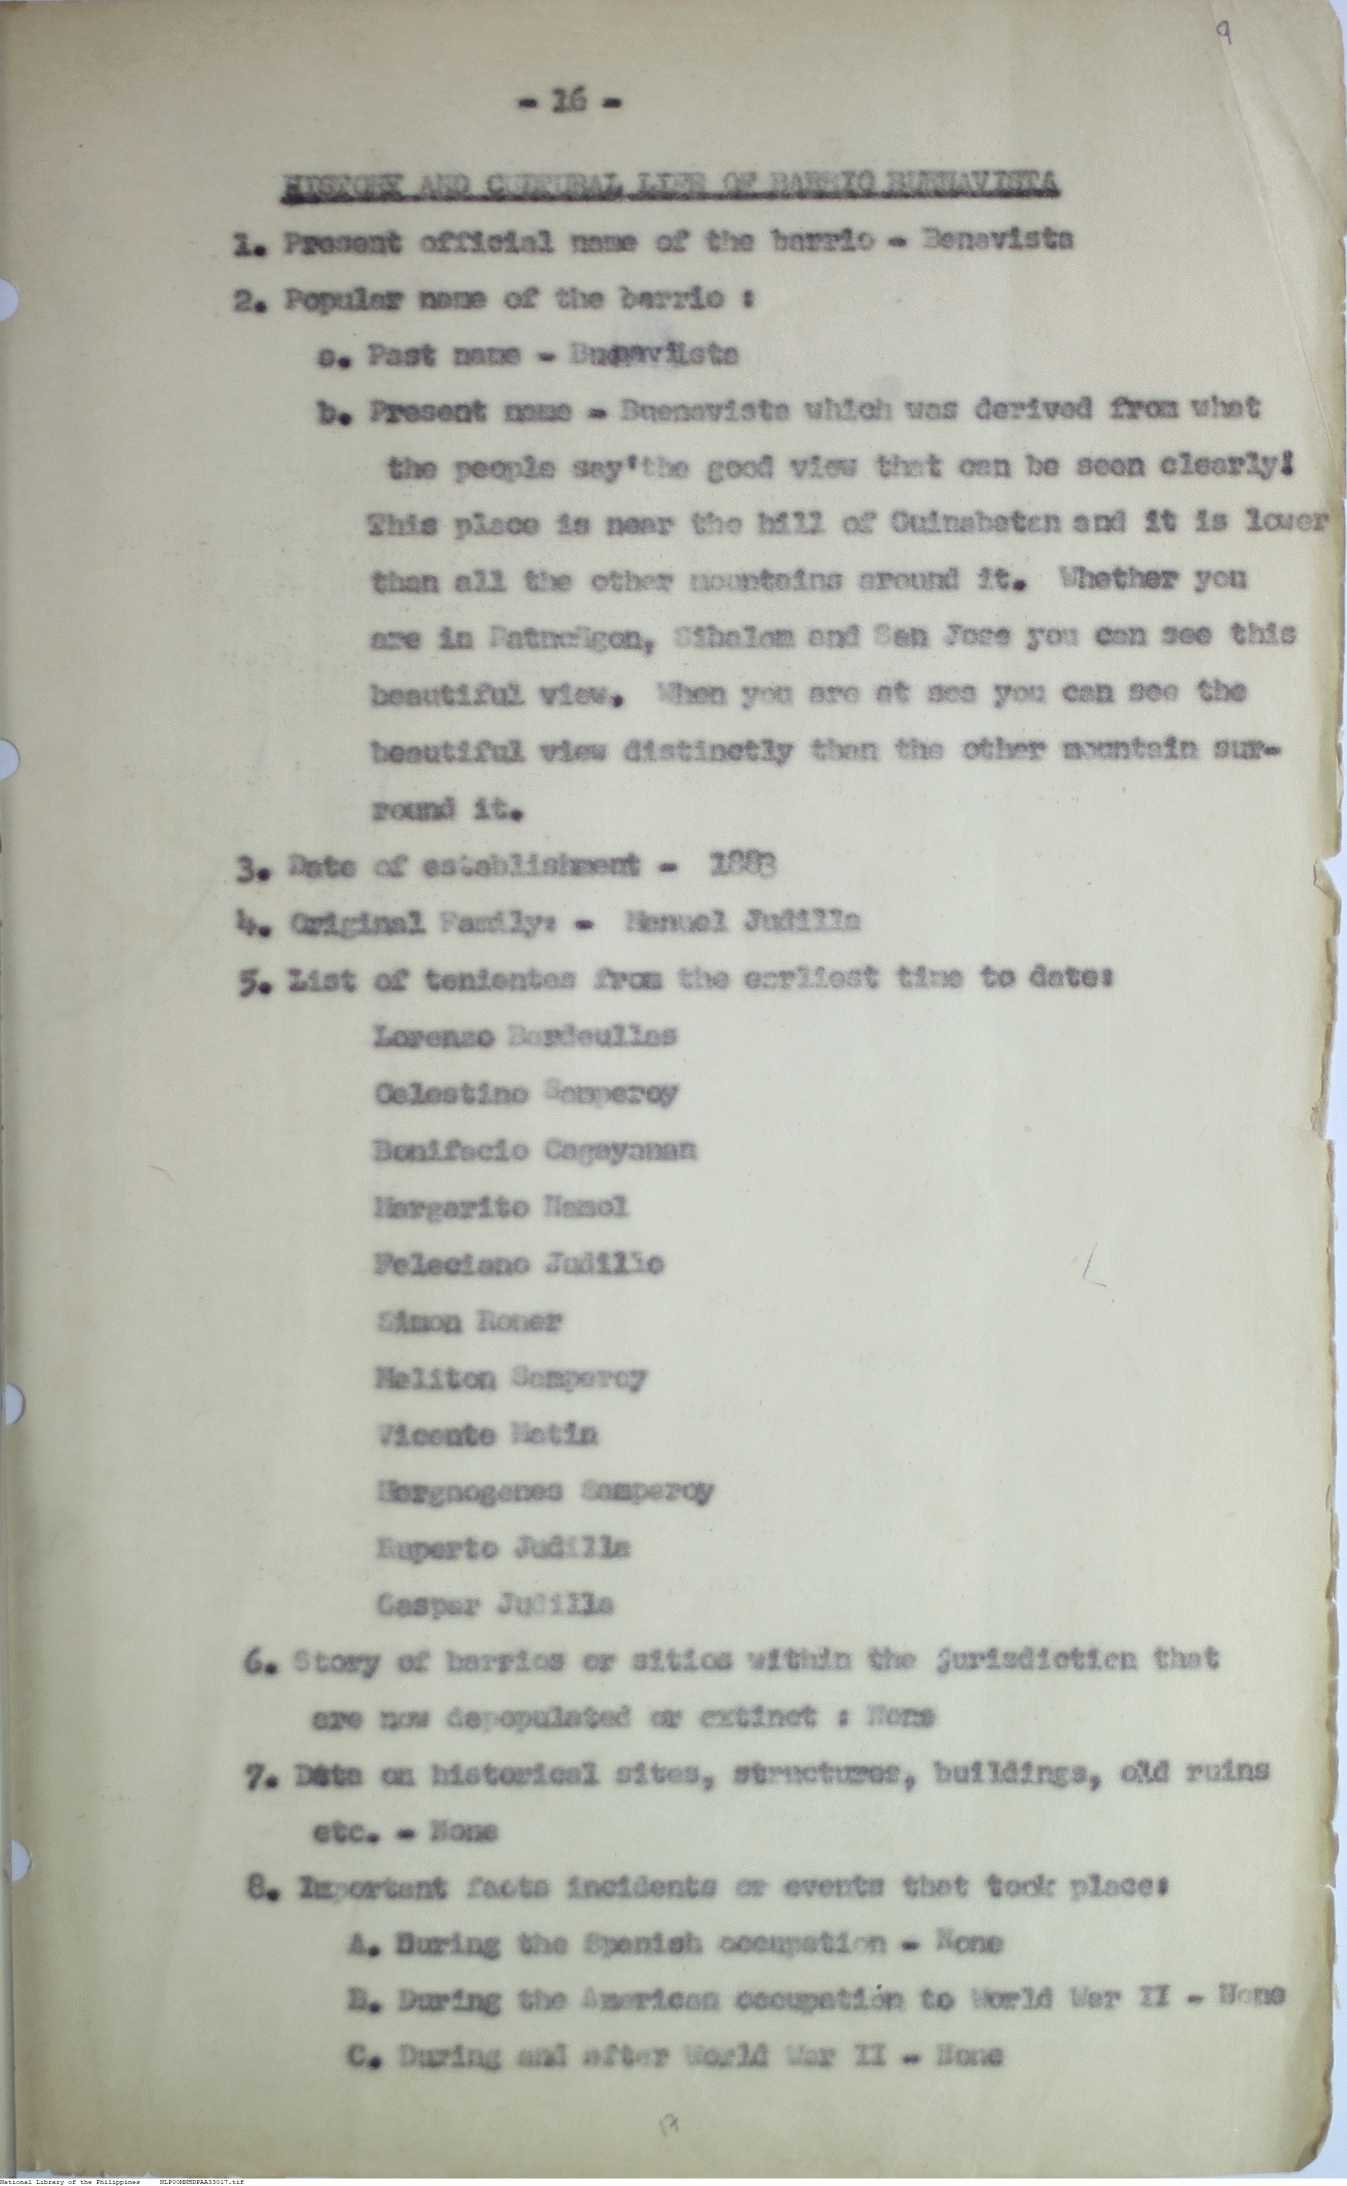 9
- 16 -
HISTORY AND CULTURAL LIFE OF BARRIO BUENAVISTA
1. Present official name of the barrio - Benavista
2. Popular name of the barrio :
a. Past name - Buenavista
b. Present name - Buenavista which was derived from what
the people say'the good view that can be seen clearly!
This place is near the hill of Guinabatan and it is lower
than all the other mountains around it. Whether you
are in Patnongon, Sibalom and San Jose you can see this
beautiful view. When you are at sea you can see the
beautiful view distinctly than the other mountain sur-
round it.
3. Date of establishment - 1883
4. Original Family: - Manuel Judilla
5. List of tenientes from the earliest time to date:
Lorenzo
Celestino Samperoy
Bonifacio Cagayanan
Margarito Mamol
Feleciano Judillo
Simon Roner
Meliton Samperoy
Vicente Matin
Samperoy
Ruperto Judilla
Gaspar Judilla
6. Story of barrios or sitios within the jurisdiction that
are now depopulated or extinct : None
7. Data on historical sites, structures, buildings, old ruins
etc. - None
8. Important facts incidents or events that took place:
A. During the Spanish occupation - None
B. During the American occupation to World War II - None
C. During and after World War II - None
National Library of the Philippines